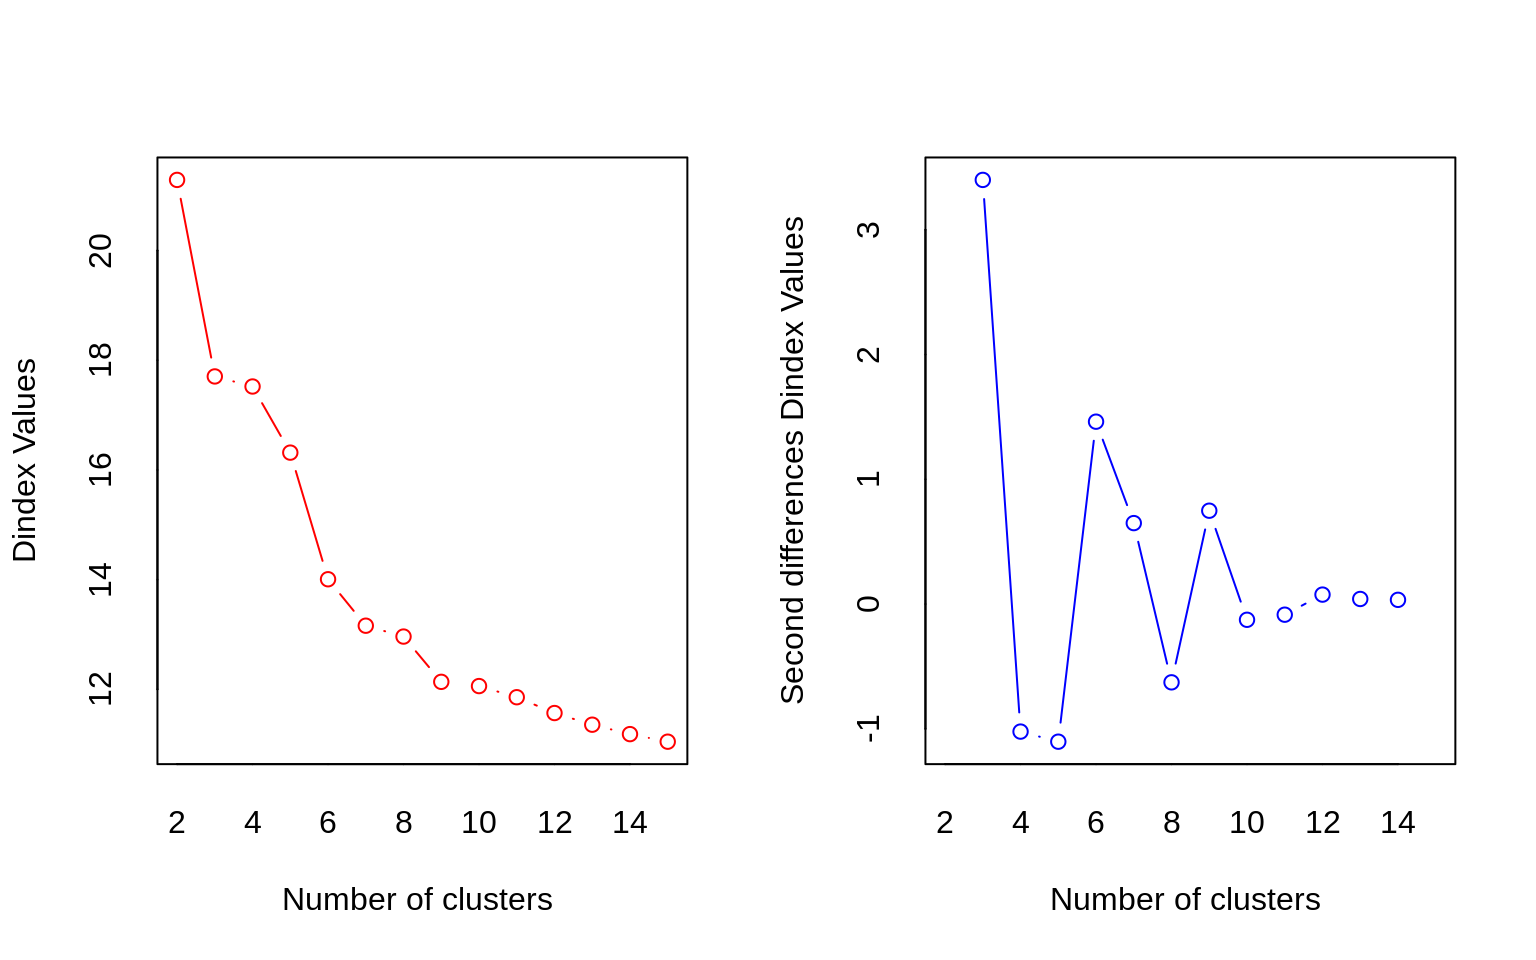 Dindex Values
20
18
16
14
12
2 4 6 8 10 12 14
Number of clusters
Second differences Dindex Values
3
2
1
0
-1
2 4 6 8 10 12 14
Number of clusters